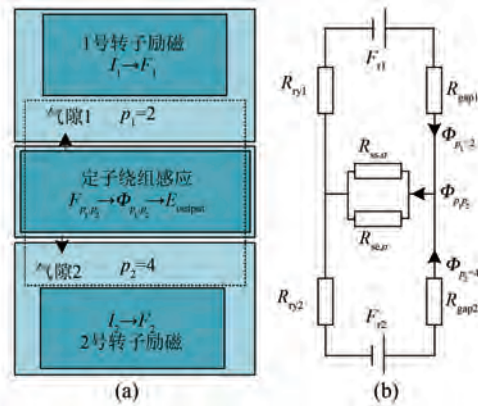 1号转子励磁
I₁→F₁
气隙1 p₁=2
定子绕组感应
F_{p₁p₂}→Φ_{p₁p₂}→E_{output}
气隙2 p₂=4
I₂→F₂
2号转子励磁
(a)
F_{r1}
R_{ry1} R_{gap1}
Φ_{p₁=2}
R_{ss,σ}
Φ_{p₁p₂}
R_{se,σ}
Φ_{p₂=4}
R_{ry2} R_{gap2}
F_{r2}
(b)